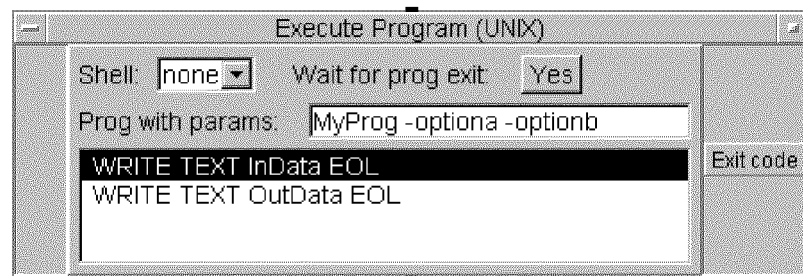 Execute Program (UNIX)
Shell: none Wait for prog exit: Yes
Prog with params: MyProg -optiona -optionb
WRITE TEXT InData EOL
Exit code
WRITE TEXT OutData EOL